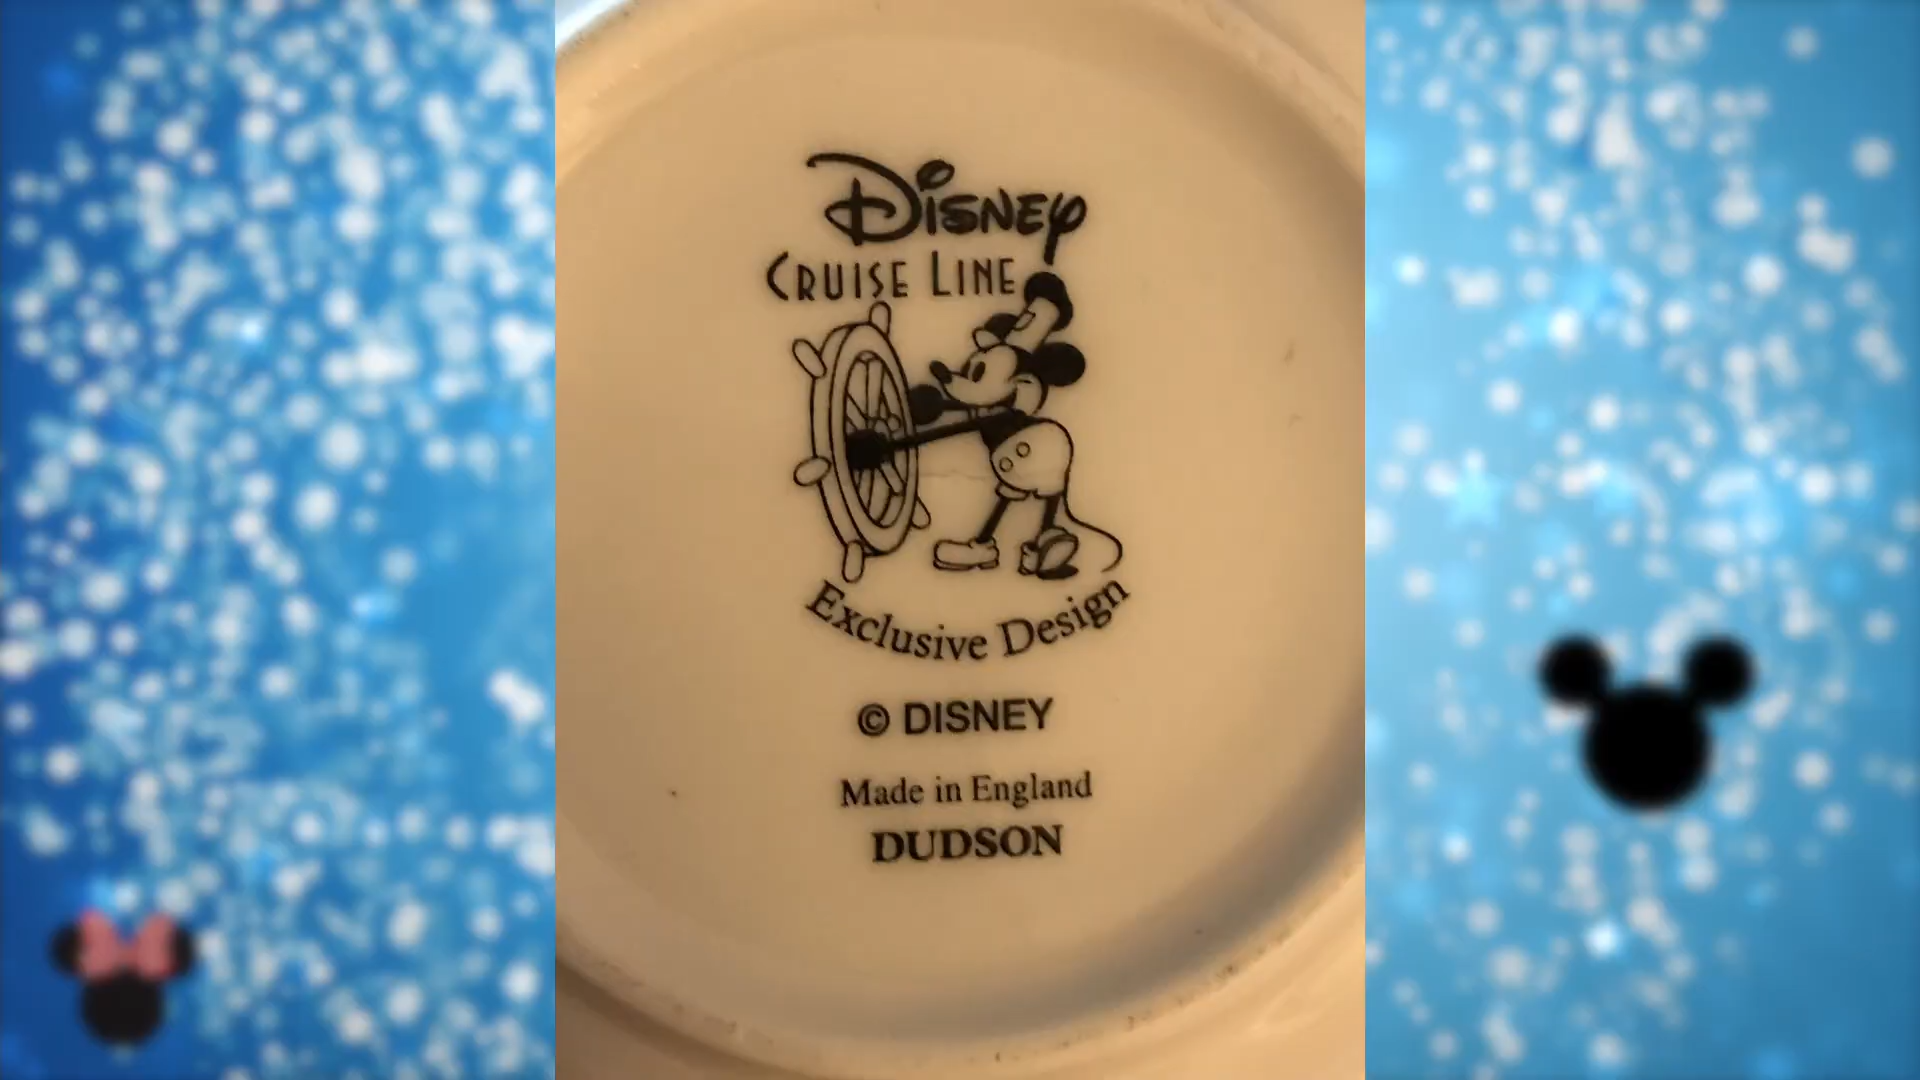 Disney
Cruise Line
Exclusive Design
© DISNEY
Made in England
DUDSON